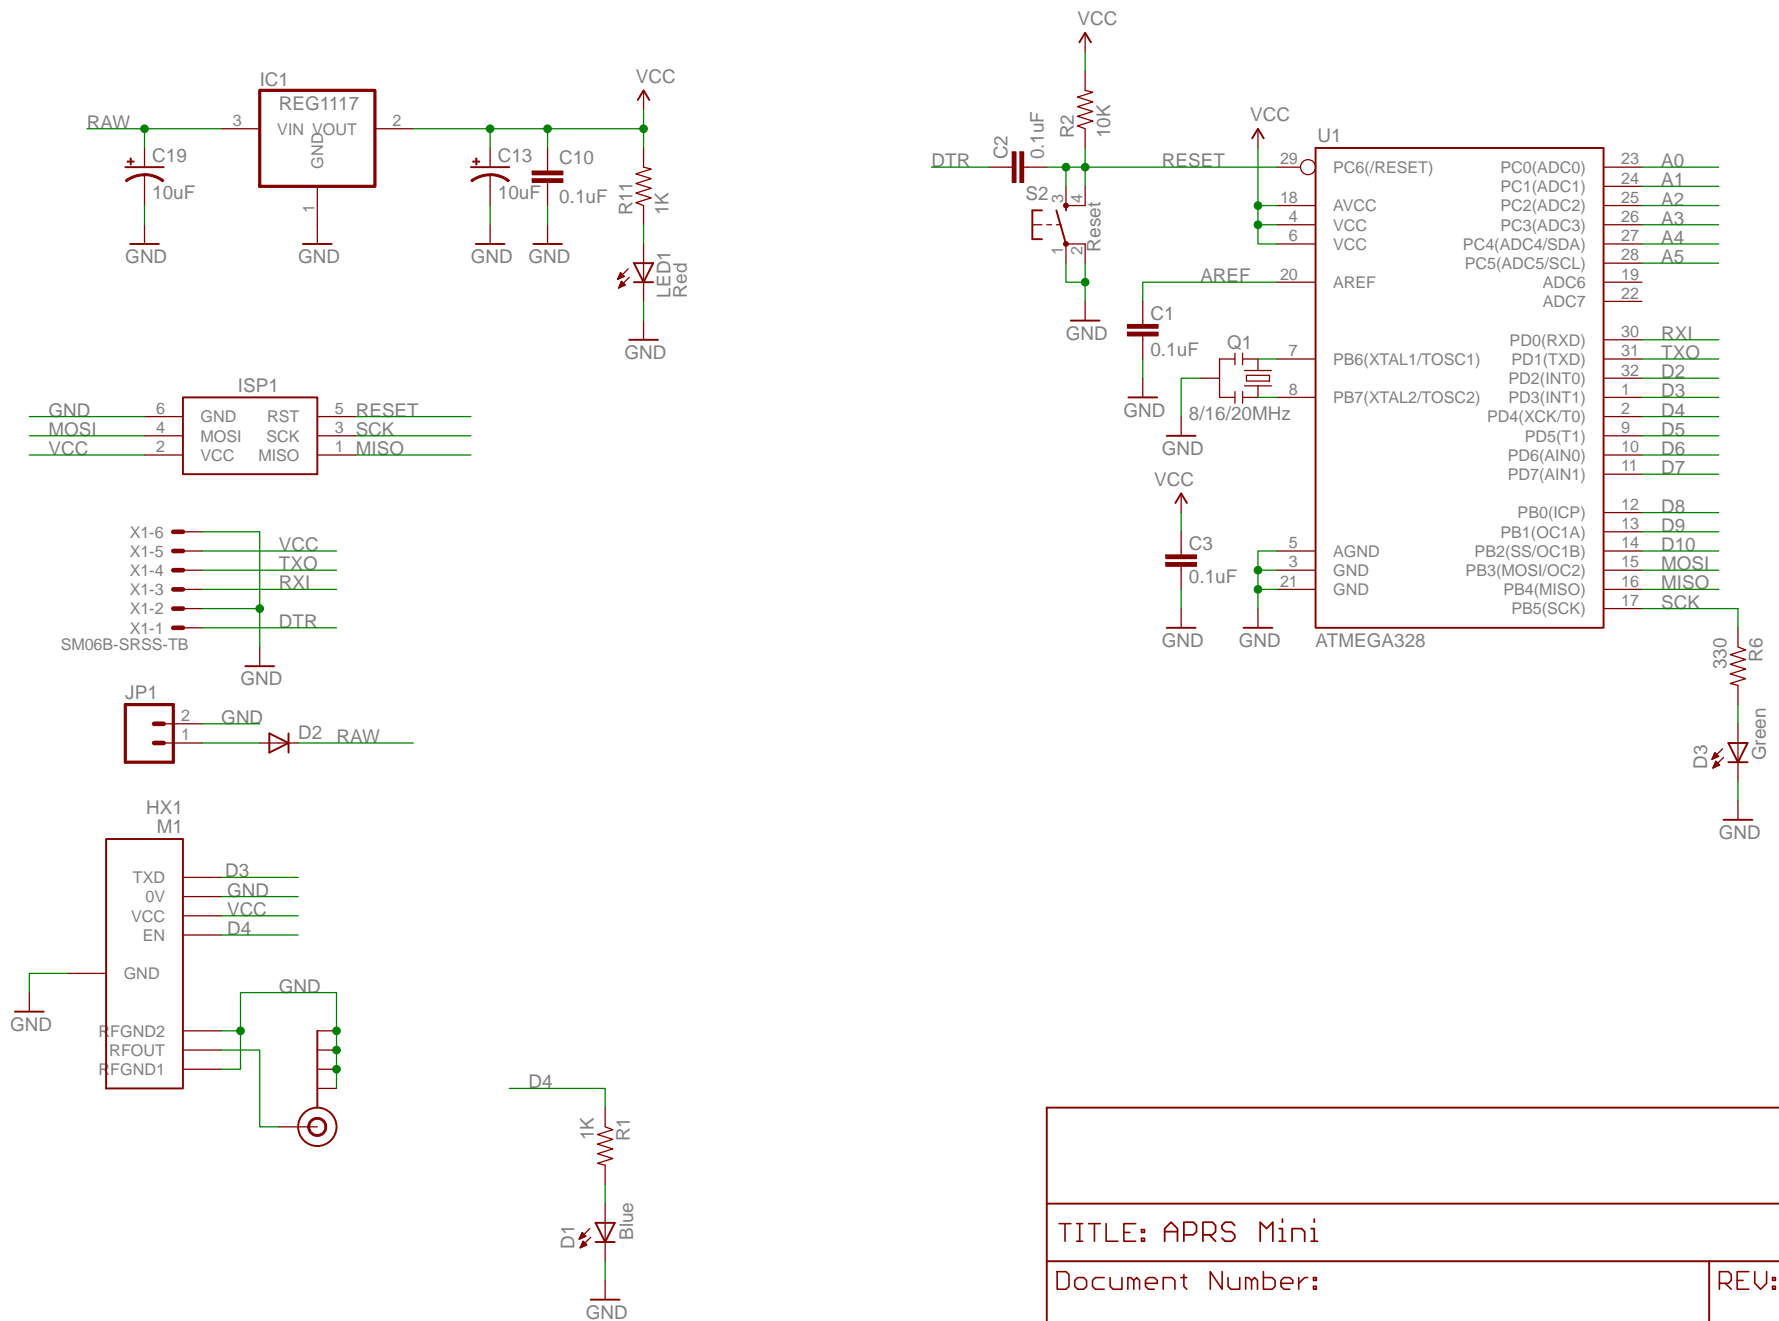 IC1
REG1117
VIN VOUT
GND
RAW
3
2
1
VCC
C19
10uF
GND
GND
C13
10uF
GND
C10
0.1uF
GND
R11
1K
LED1
Red
GND
ISP1
GND 6 GND RST 5 RESET
MOSI 4 MOSI SCK 3 SCK
VCC 2 VCC MISO 1 MISO
X1-6
X1-5 VCC
X1-4 TXO
X1-3 RXI
X1-2
X1-1 DTR
SM06B-SRSS-TB
GND
JP1
2 GND
1 D2 RAW
HX1
M1
TXD D3
0V GND
VCC VCC
EN D4
GND
GND
GND
RFGND2
RFOUT
RFGND1
D4
1K
R1
D1
Blue
GND
VCC
R2
10K
DTR
C2
0.1uF
RESET
S2
3
4
1
2
Reset
GND
VCC
AREF
C1
0.1uF
GND
Q1
8/16/20MHz
GND
VCC
C3
0.1uF
GND
GND
U1
29 PC6(/RESET)
18 AVCC
4 VCC
6 VCC
20 AREF
7 PB6(XTAL1/TOSC1)
8 PB7(XTAL2/TOSC2)
5 AGND
3 GND
21 GND
PC0(ADC0) 23 A0
PC1(ADC1) 24 A1
PC2(ADC2) 25 A2
PC3(ADC3) 26 A3
PC4(ADC4/SDA) 27 A4
PC5(ADC5/SCL) 28 A5
ADC6 19
ADC7 22
PD0(RXD) 30 RXI
PD1(TXD) 31 TXO
PD2(INT0) 32 D2
PD3(INT1) 1 D3
PD4(XCK/T0) 2 D4
PD5(T1) 9 D5
PD6(AIN0) 10 D6
PD7(AIN1) 11 D7
PB0(ICP) 12 D8
PB1(OC1A) 13 D9
PB2(SS/OC1B) 14 D10
PB3(MOSI/OC2) 15 MOSI
PB4(MISO) 16 MISO
PB5(SCK) 17 SCK
ATMEGA328
330
R6
D3
Green
GND
TITLE: APRS Mini
Document Number:
REV: